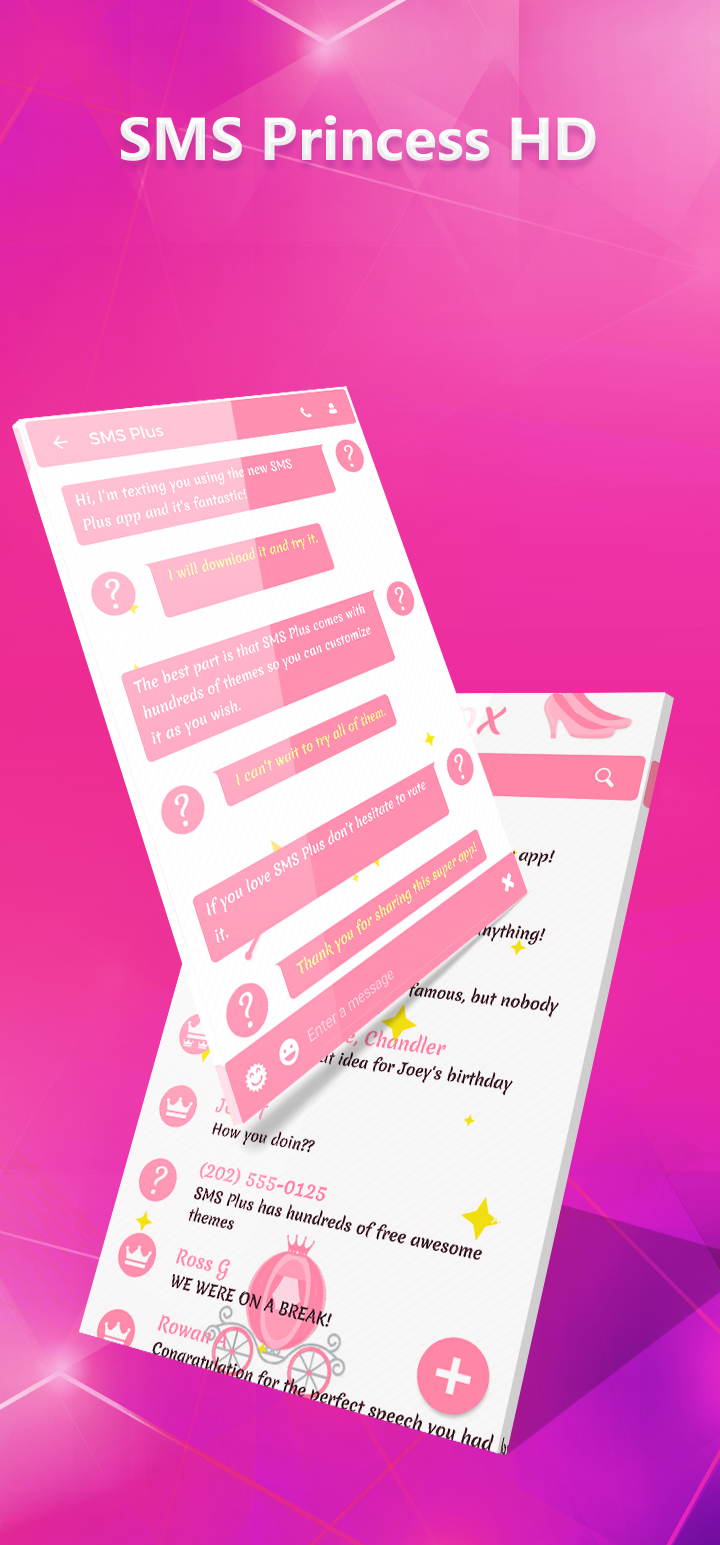 SMS Princess HD
SMS Plus
Hi, I'm texting you using the new SMS
Plus app and it's fantastic!
I will download it and try it.
The best part is that SMS Plus comes with
hundreds of themes so you can customize
it as you wish.
I can't wait to try all of them.
If you love SMS Plus don't hesitate to rate
it.
Thank you for sharing this super app!
Enter a message
app!
anything!
famous, but nobody
, Chandler
idea for Joey's birthday
How you doin??
(202) 555-0125
SMS Plus has hundreds of free awesome
themes
Ross G
WE WERE ON A BREAK!
Rowan
Congratulation for the perfect speech you had